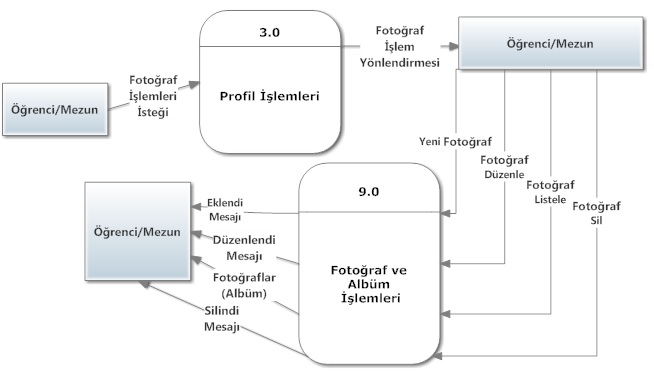 3.0
Profil İşlemleri
Öğrenci/Mezun
Fotoğraf
İşlemleri
İsteği
Fotoğraf
İşlem
Yönlendirmesi
Öğrenci/Mezun
Yeni Fotoğraf
Fotoğraf
Düzenle
Fotoğraf
Listele
Fotoğraf
Sil
9.0
Fotoğraf ve
Albüm
İşlemleri
Eklendi
Mesajı
Düzenlendi
Mesajı
Fotoğraflar
(Albüm)
Silindi
Mesajı
Öğrenci/Mezun